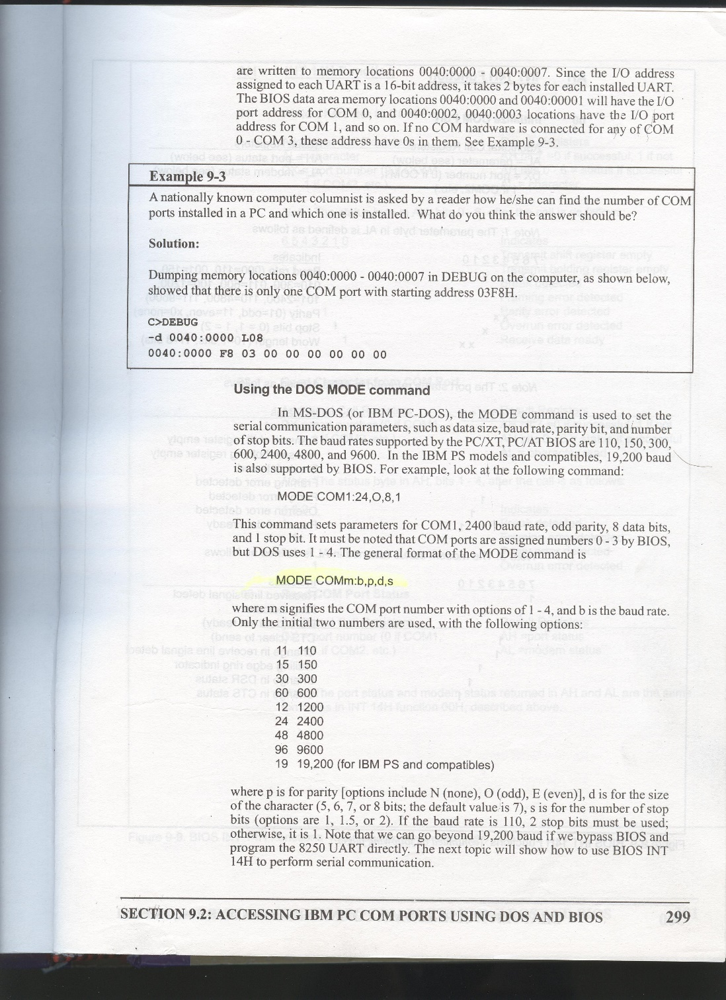 are written to memory locations 0040:0000 - 0040:0007. Since the I/O address
assigned to each UART is a 16-bit address, it takes 2 bytes for each installed UART.
The BIOS data area memory locations 0040:0000 and 0040:00001 will have the I/O
port address for COM 0, and 0040:0002, 0040:0003 locations have the I/O port
address for COM 1, and so on. If no COM hardware is connected for any of COM
0 - COM 3, these address have 0s in them. See Example 9-3.
Example 9-3
A nationally known computer columnist is asked by a reader how he/she can find the number of COM
ports installed in a PC and which one is installed. What do you think the answer should be?
Solution:
Dumping memory locations 0040:0000 - 0040:0007 in DEBUG on the computer, as shown below,
showed that there is only one COM port with starting address 03F8H.
C>DEBUG
-d 0040:0000 L08
0040:0000 F8 03 00 00 00 00 00 00
Using the DOS MODE command
In MS-DOS (or IBM PC-DOS), the MODE command is used to set the
serial communication parameters, such as data size, baud rate, parity bit, and number
of stop bits. The baud rates supported by the PC/XT, PC/AT BIOS are 110, 150, 300,
600, 2400, 4800, and 9600. In the IBM PS models and compatibles, 19,200 baud
is also supported by BIOS. For example, look at the following command:
MODE COM1:24,O,8,1
This command sets parameters for COM1, 2400 baud rate, odd parity, 8 data bits,
and 1 stop bit. It must be noted that COM ports are assigned numbers 0 - 3 by BIOS,
but DOS uses 1 - 4. The general format of the MODE command is
MODE COMm:b,p,d,s
where m signifies the COM port number with options of 1 - 4, and b is the baud rate.
Only the initial two numbers are used, with the following options:
11 110
15 150
30 300
60 600
12 1200
24 2400
48 4800
96 9600
19 19,200 (for IBM PS and compatibles)
where p is for parity [options include N (none), O (odd), E (even)], d is for the size
of the character (5, 6, 7, or 8 bits; the default value is 7), s is for the number of stop
bits (options are 1, 1.5, or 2). If the baud rate is 110, 2 stop bits must be used;
otherwise, it is 1. Note that we can go beyond 19,200 baud if we bypass BIOS and
program the 8250 UART directly. The next topic will show how to use BIOS INT
14H to perform serial communication.
SECTION 9.2: ACCESSING IBM PC COM PORTS USING DOS AND BIOS 299